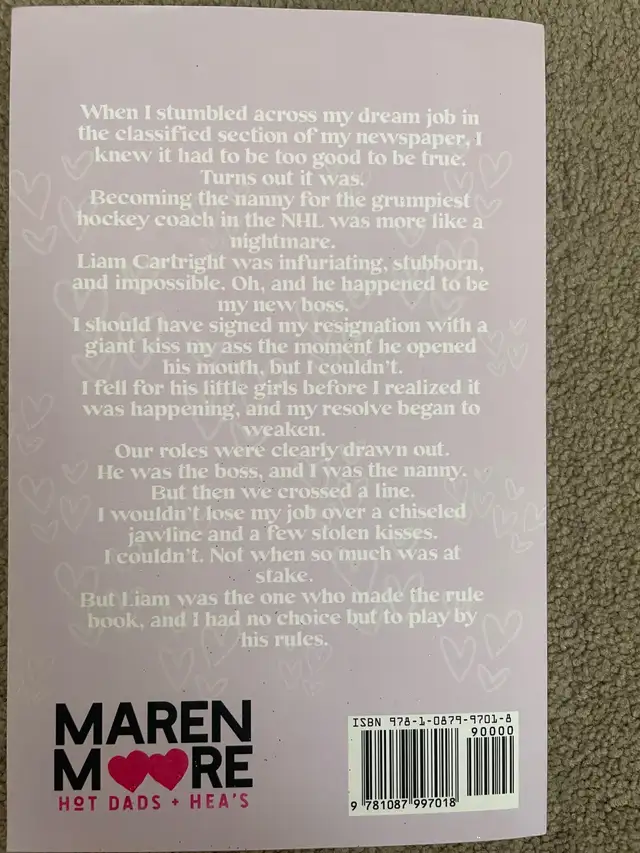 When I stumbled across my dream job in
the classified section of my newspaper, I
knew it had to be too good to be true.
Turns out it was.
Becoming the nanny for the grumpiest
hockey coach in the NHL was more like a
nightmare.
Liam Cartright was infuriating, stubborn,
and impossible. Oh, and he happened to be
my new boss.
I should have signed my resignation with a
giant kiss my ass the moment he opened
his mouth, but I couldn't.
I fell for his little girls before I realized it
was happening, and my resolve began to
weaken.
Our roles were clearly drawn out.
He was the boss, and I was the nanny.
But then we crossed a line.
I wouldn't lose my job over a chiseled
jawline and a few stolen kisses.
I couldn't. Not when so much was at
stake.
But Liam was the one who made the rule
book, and I had no choice but to play by
his rules.
MAREN
MOORE
HOT DADS + HEA'S
ISBN 978-1-0879-9701-8
90000
9 781087 997018